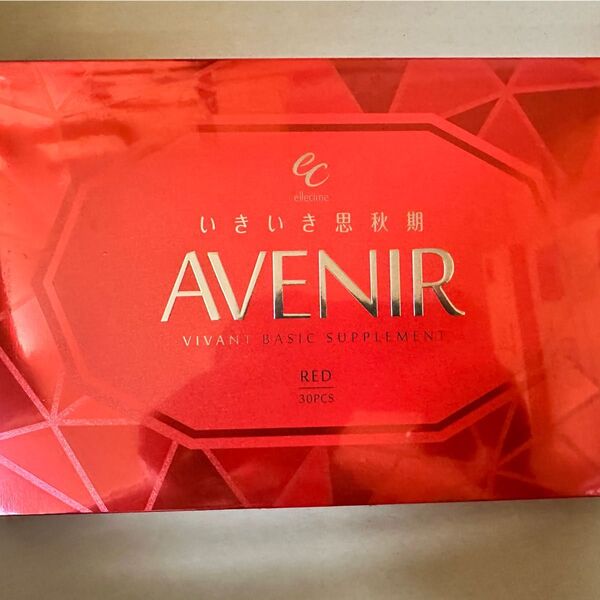 ec
ellecime
いきいき思秋期
AVENIR
VIVANT BASIC SUPPLEMENT
RED
30PCS